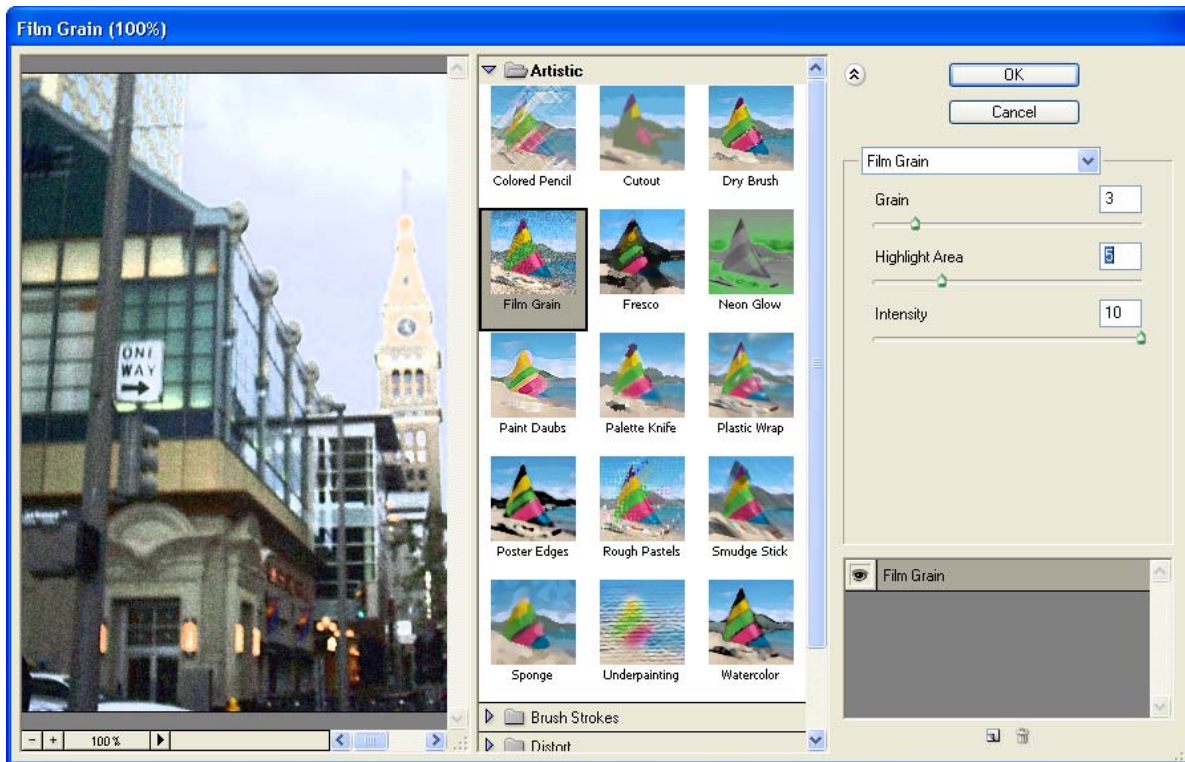 Film Grain (100%)
Artistic
Colored Pencil
Cutout
Dry Brush
Film Grain
Fresco
Neon Glow
Paint Daubs
Palette Knife
Plastic Wrap
Poster Edges
Rough Pastels
Smudge Stick
Sponge
Underpainting
Watercolor
Brush Strokes
Distort
OK
Cancel
Film Grain
Grain 3
Highlight Area 5
Intensity 10
Film Grain
ONE
WAY
- + 100 %